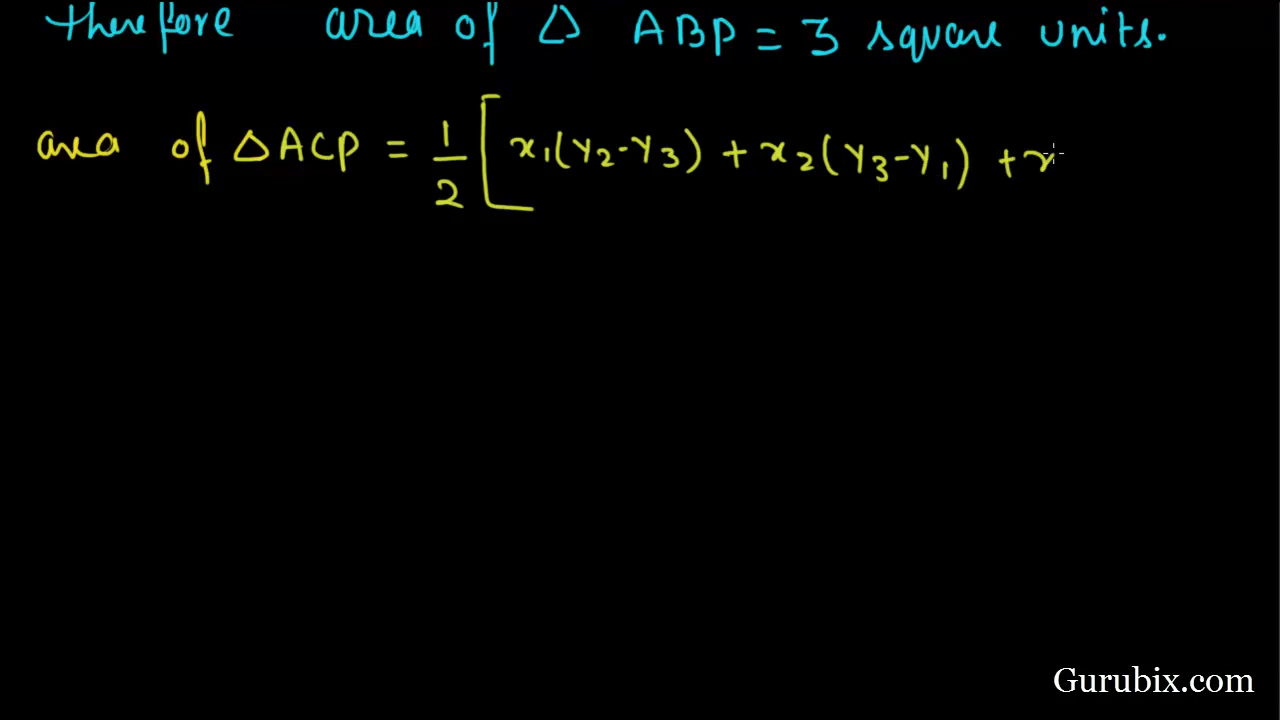 therefore area of △ ABP = 3 square units.
area of △ACP = 1/2 [x₁(Y₂-Y₃) + x₂(Y₃-Y₁) + x
Gurubix.com